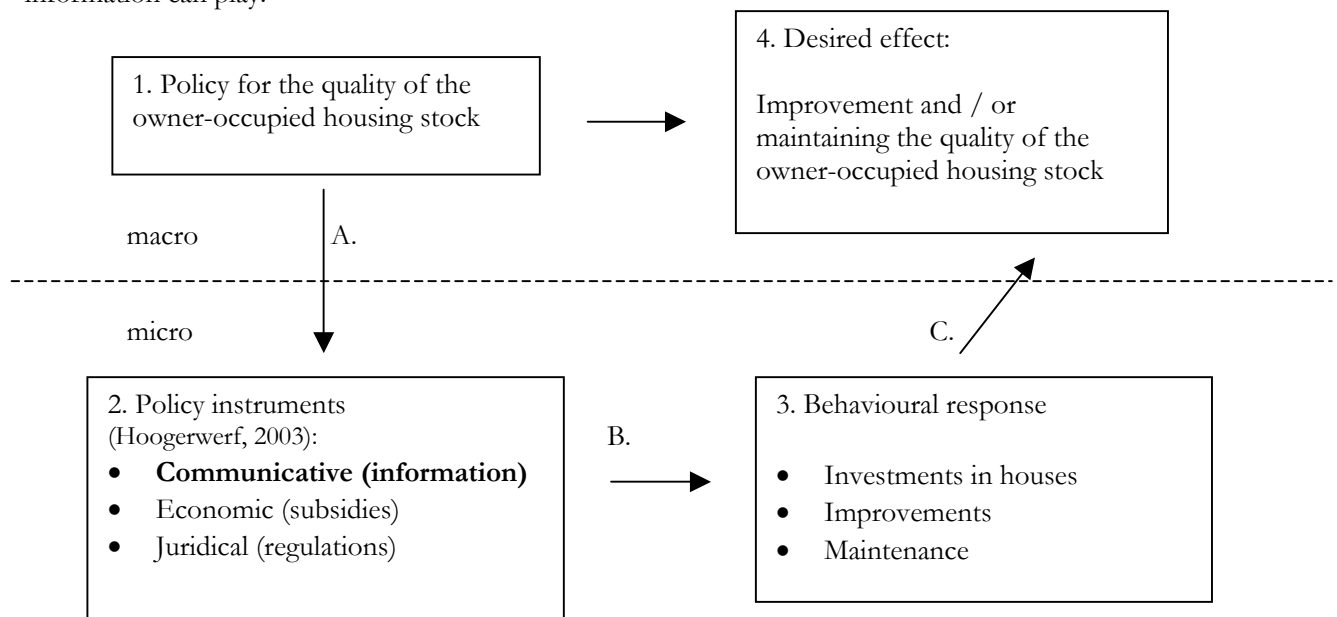 information can play.
1. Policy for the quality of the
owner-occupied housing stock
4. Desired effect:
Improvement and / or
maintaining the quality of the
owner-occupied housing stock
macro
A.
micro
C.
2. Policy instruments
(Hoogerwerf, 2003):
• Communicative (information)
• Economic (subsidies)
• Juridical (regulations)
B.
3. Behavioural response
• Investments in houses
• Improvements
• Maintenance